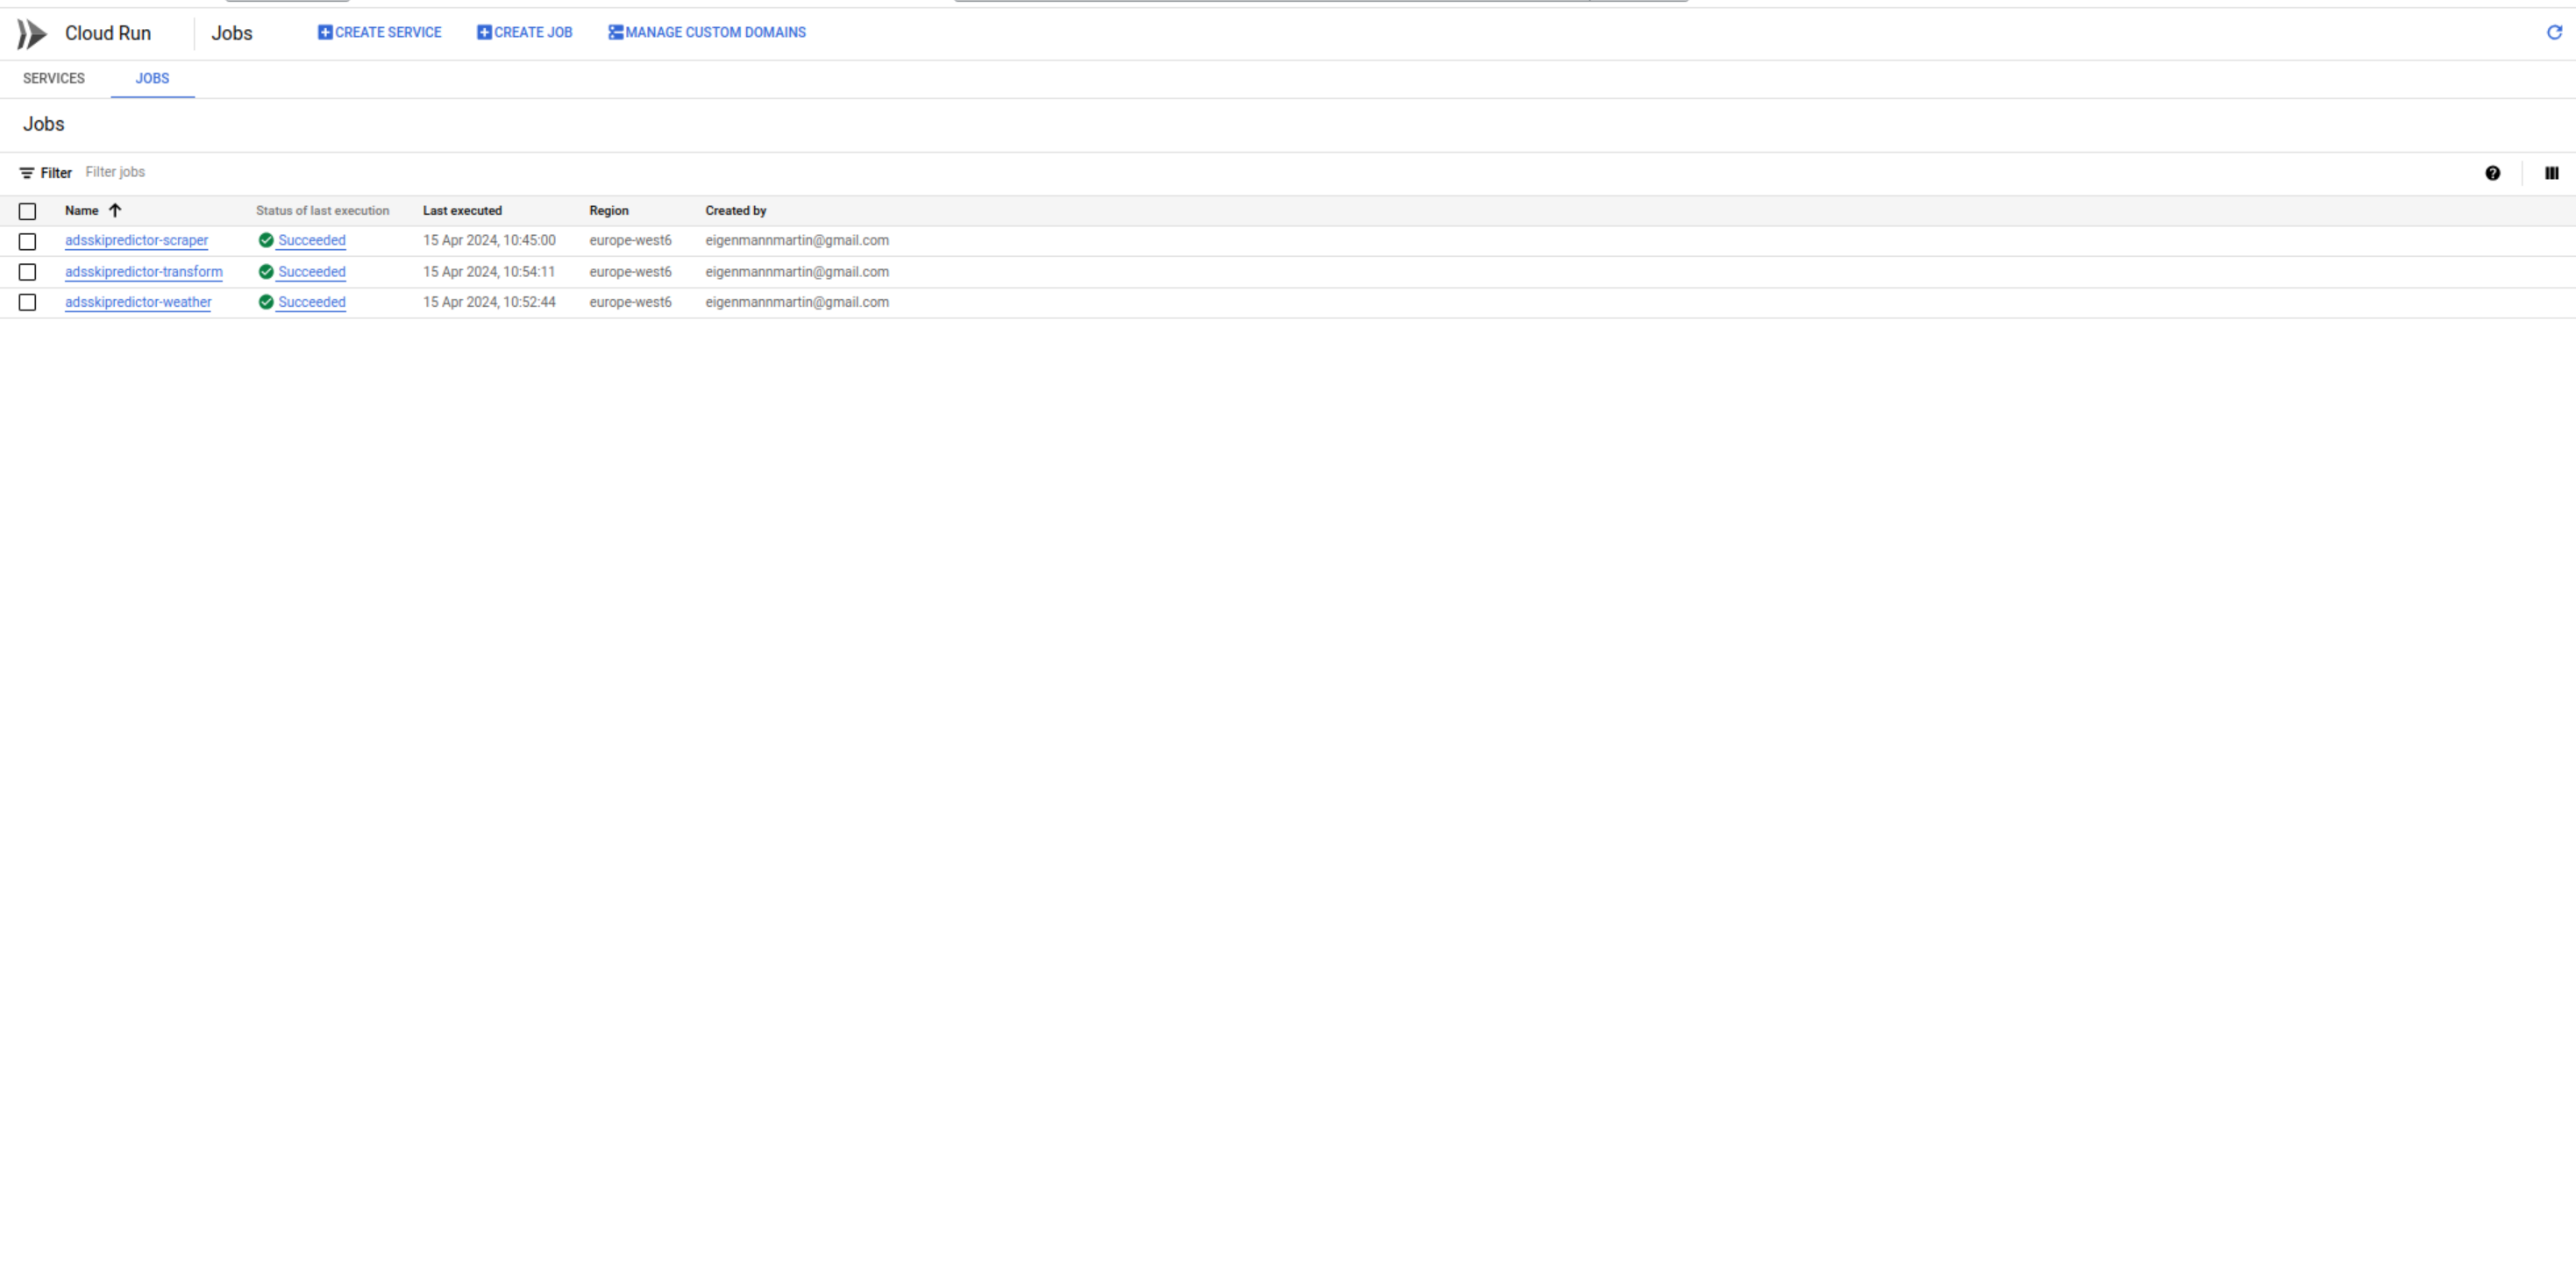 Cloud Run Jobs CREATE SERVICE CREATE JOB MANAGE CUSTOM DOMAINS
SERVICES JOBS
Jobs
Filter Filter jobs
Name Status of last execution Last executed Region Created by
adsskipredictor-scraper Succeeded 15 Apr 2024, 10:45:00 europe-west6 eigenmannmartin@gmail.com
adsskipredictor-transform Succeeded 15 Apr 2024, 10:54:11 europe-west6 eigenmannmartin@gmail.com
adsskipredictor-weather Succeeded 15 Apr 2024, 10:52:44 europe-west6 eigenmannmartin@gmail.com